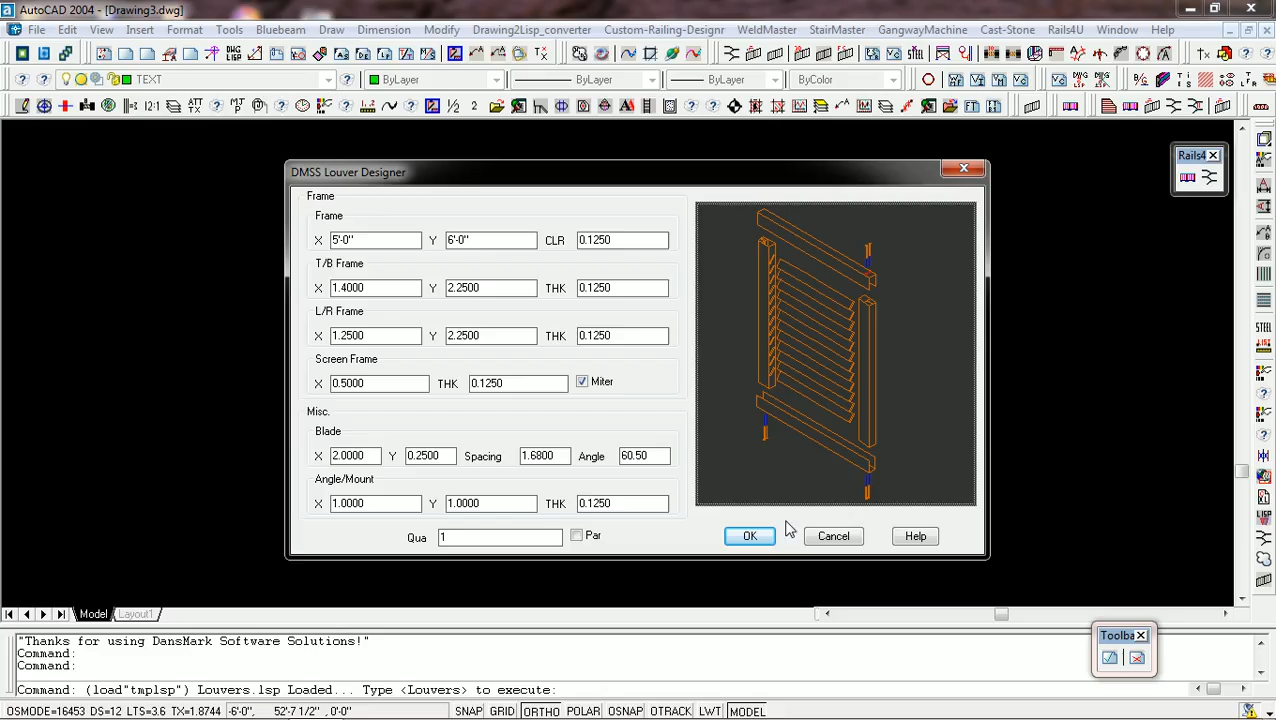 AutoCAD 2004 - [Drawing3.dwg]
File Edit View Insert Format Tools Bluebeam Draw Dimension Modify Drawing2Lisp_converter Custom-Railing-Designr WeldMaster StairMaster GangwayMachine Cast-Stone Rails4U Window Help
TEXT ByLayer ByLayer ByLayer ByColor
Rails4
DMSS Louver Designer
Frame
Frame
X 5'-0" Y 6'-0" CLR 0.1250
T/B Frame
X 1.4000 Y 2.2500 THK 0.1250
L/R Frame
X 1.2500 Y 2.2500 THK 0.1250
Screen Frame
X 0.5000 THK 0.1250 Miter
Misc.
Blade
X 2.0000 Y 0.2500 Spacing 1.6800 Angle 60.50
Angle/Mount
X 1.0000 Y 1.0000 THK 0.1250
Qua 1 Par OK Cancel Help
Model Layout1
"Thanks for using DansMark Software Solutions!"
Command:
Command:
Command: (load"tmplsp") Louvers.lsp Loaded... Type <Louvers> to execute:
Toolba
OSMODE=16453 DS=12 LTS=3.6 TX=1.8744 -6'-0", 52'-7 1/2" ,0'-0" SNAP GRID ORTHO POLAR OSNAP OTRACK LWT MODEL